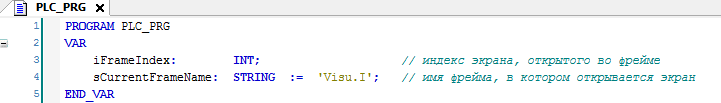 PLC_PRG
1 PROGRAM PLC_PRG
2 VAR
3 iFrameIndex: INT; // индекс экрана, открытого во фрейме
4 sCurrentFrameName: STRING := 'Visu.I'; // имя фрейма, в котором открывается экран
5 END_VAR